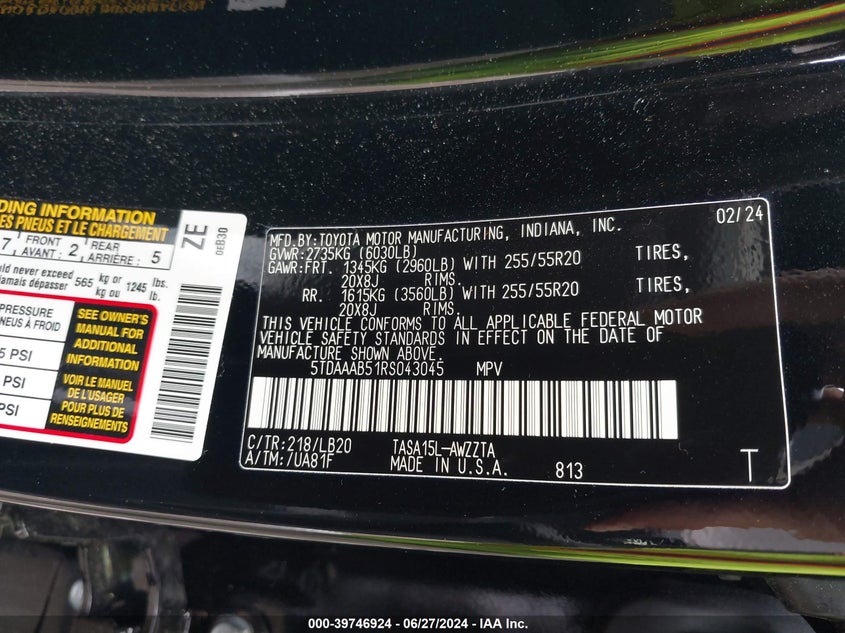 DING INFORMATION
ES PNEUS ET LE CHARGEMENT
7 FRONT AVANT : 2 REAR ARRIÈRE : 5
uld never exceed 565 kg or 1245 lbs.
jamais dépasser kg ou lb.
PRESSURE
NEUS À FROID
5 PSI
PSI
PSI
SEE OWNER'S
MANUAL FOR
ADDITIONAL
INFORMATION
VOIR LE MANUEL
DE L'USAGER
POUR PLUS DE
RENSEIGNEMENTS
ZE
0EB30
MFD.BY:TOYOTA MOTOR MANUFACTURING, INDIANA, INC. 02/24
GVWR:2735KG (6030LB)
GAWR:FRT. 1345KG (2960LB) WITH 255/55R20 TIRES,
20X8J RIMS.
RR. 1615KG (3560LB) WITH 255/55R20 TIRES,
20X8J RIMS.
THIS VEHICLE CONFORMS TO ALL APPLICABLE FEDERAL MOTOR
VEHICLE SAFETY STANDARDS IN EFFECT ON THE DATE OF
MANUFACTURE SHOWN ABOVE.
5TDAAAB51RS043045 MPV
C/TR:218/LB20 TASA15L-AWZZTA
A/TM:/UA81F MADE IN U.S.A. 813 T
000-39746924 - 06/27/2024 - IAA Inc.